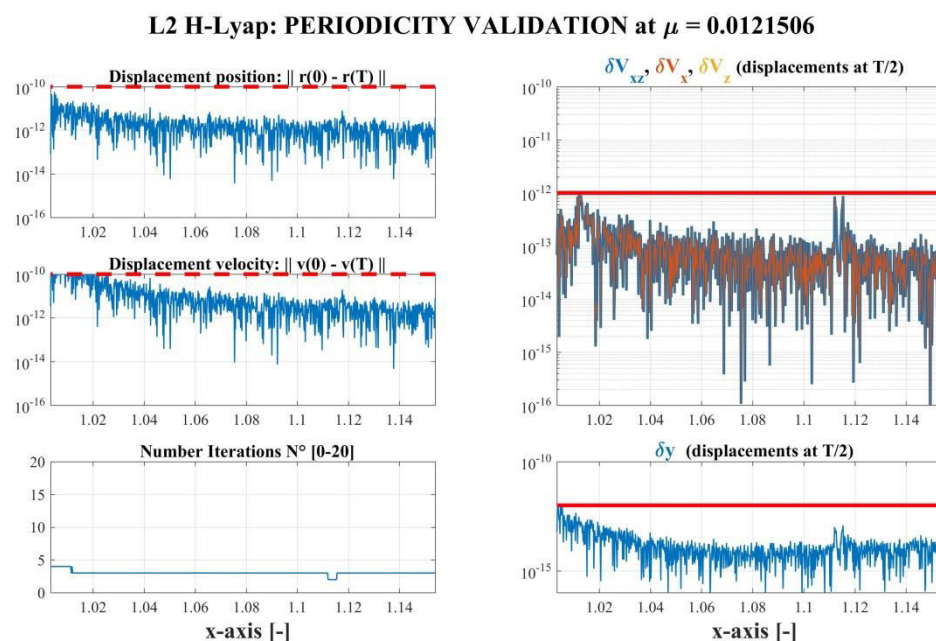 L2 H-Lyap: PERIODICITY VALIDATION at μ = 0.0121506
Displacement position: || r(0) - r(T) ||
10^-10
10^-12
10^-14
10^-16
1.02 1.04 1.06 1.08 1.1 1.12 1.14
Displacement velocity: || v(0) - v(T) ||
10^-10
10^-12
10^-14
10^-16
1.02 1.04 1.06 1.08 1.1 1.12 1.14
Number Iterations N° [0-20]
20
15
10
5
0
1.02 1.04 1.06 1.08 1.1 1.12 1.14
x-axis [-]
δV_xz, δV_x, δV_z (displacements at T/2)
10^-10
10^-11
10^-12
10^-13
10^-14
10^-15
10^-16
1.02 1.04 1.06 1.08 1.1 1.12 1.14
δy (displacements at T/2)
10^-10
10^-15
1.02 1.04 1.06 1.08 1.1 1.12 1.14
x-axis [-]